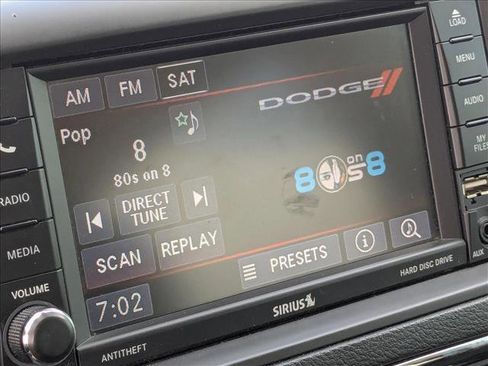 LOAD
AM FM SAT
DODGE
MENU
Pop
8
80s on 8
80s on 8
AUDIO
MY FILES
RADIO
DIRECT TUNE
MEDIA
SCAN REPLAY
PRESETS
VOLUME
7:02
HARD DISC DRIVE
AUX
SIRIUS
ANTITHEFT